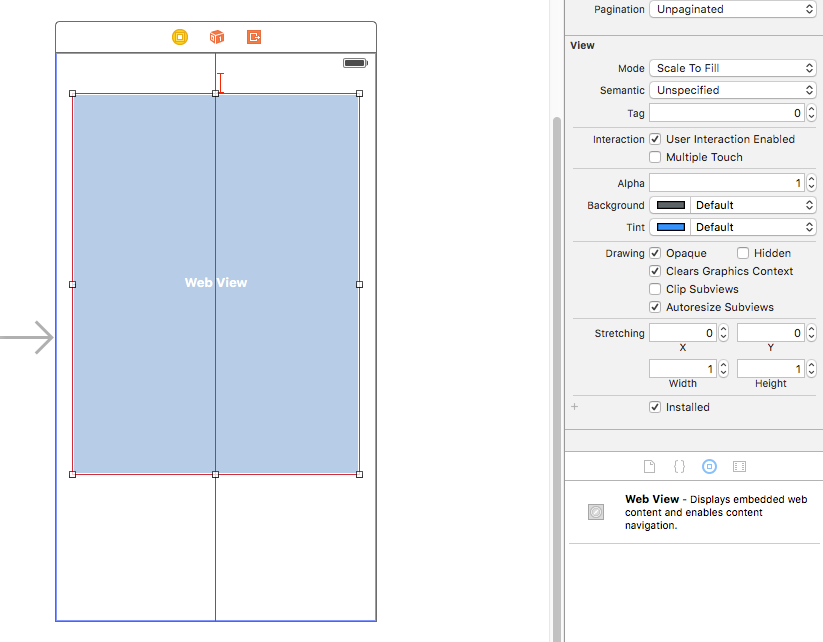 Pagination Unpaginated
View
Mode Scale To Fill
Semantic Unspecified
Tag 0
Interaction User Interaction Enabled
Multiple Touch
Alpha 1
Background Default
Tint Default
Drawing Opaque Hidden
Clears Graphics Context
Clip Subviews
Autoresize Subviews
Stretching 0 0
X Y
1 1
Width Height
+ Installed
Web View
Web View - Displays embedded web
content and enables content
navigation.